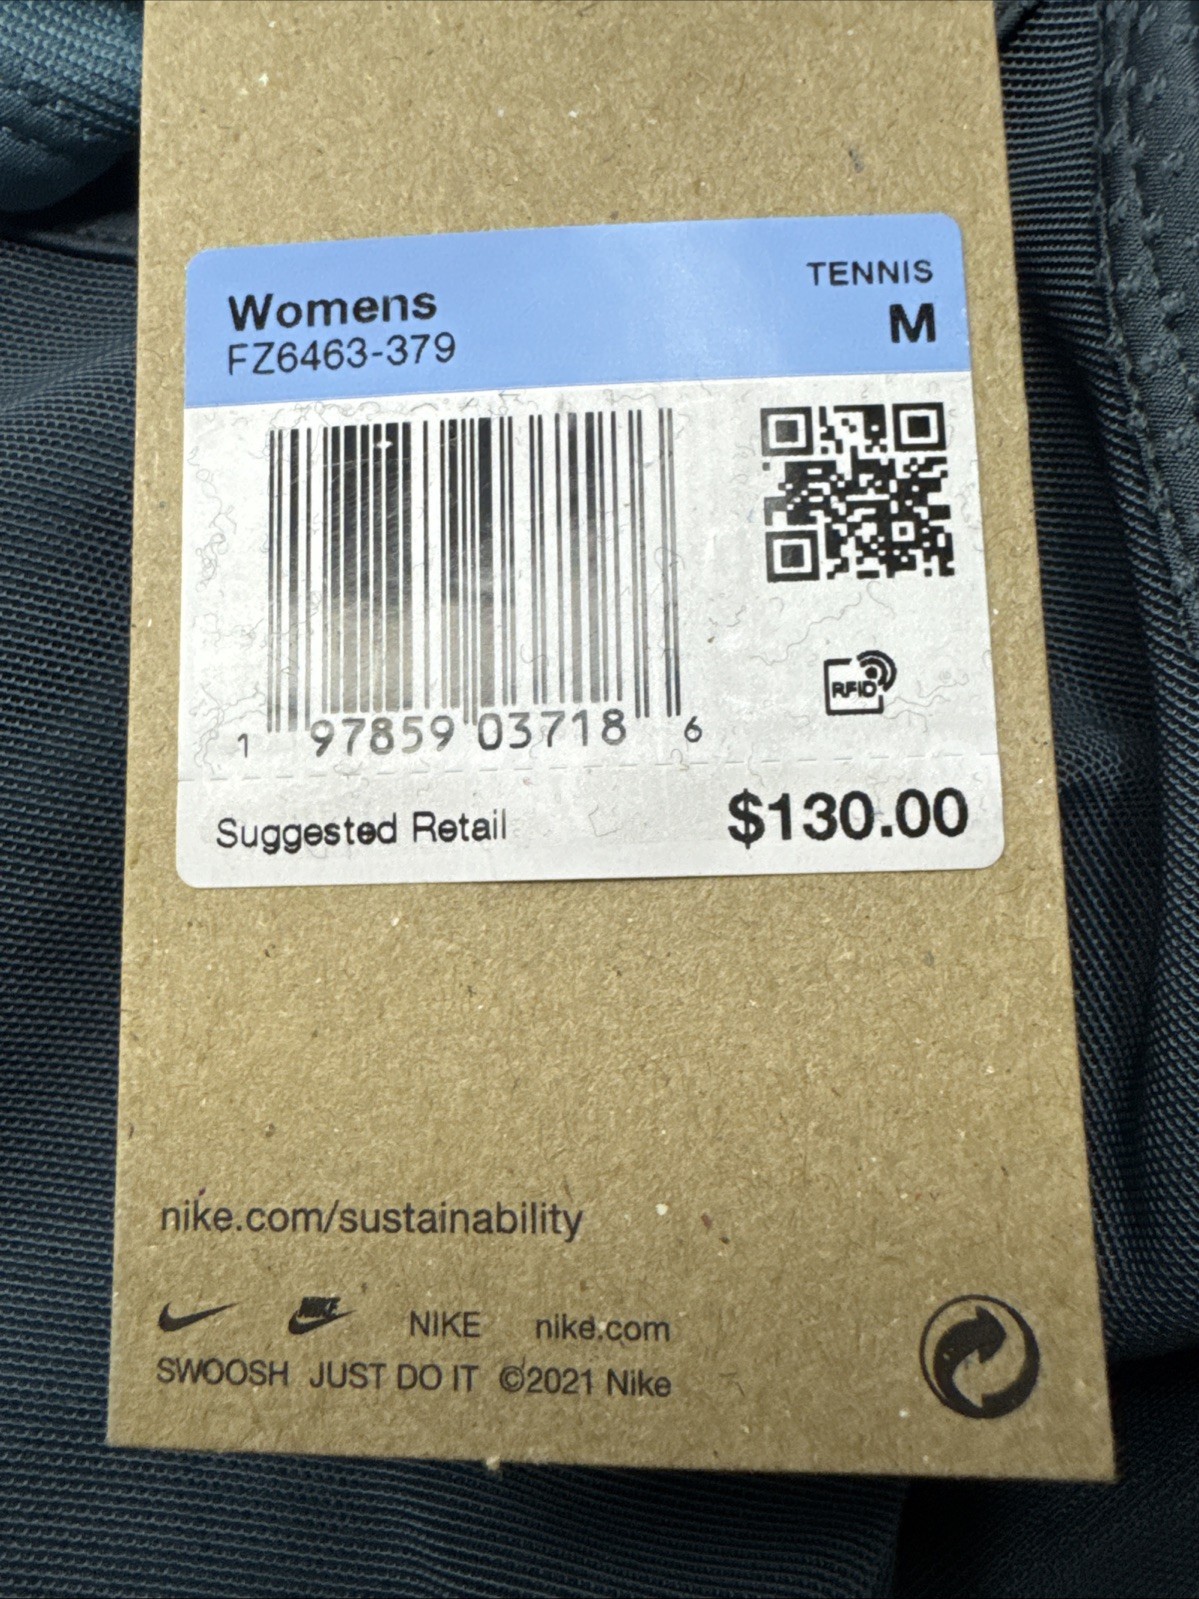 Womens
FZ6463-379
TENNIS
M
1 97859 03718 6
RFID
Suggested Retail
$130.00
nike.com/sustainability
NIKE NIKE nike.com
SWOOSH JUST DO IT ©2021 Nike